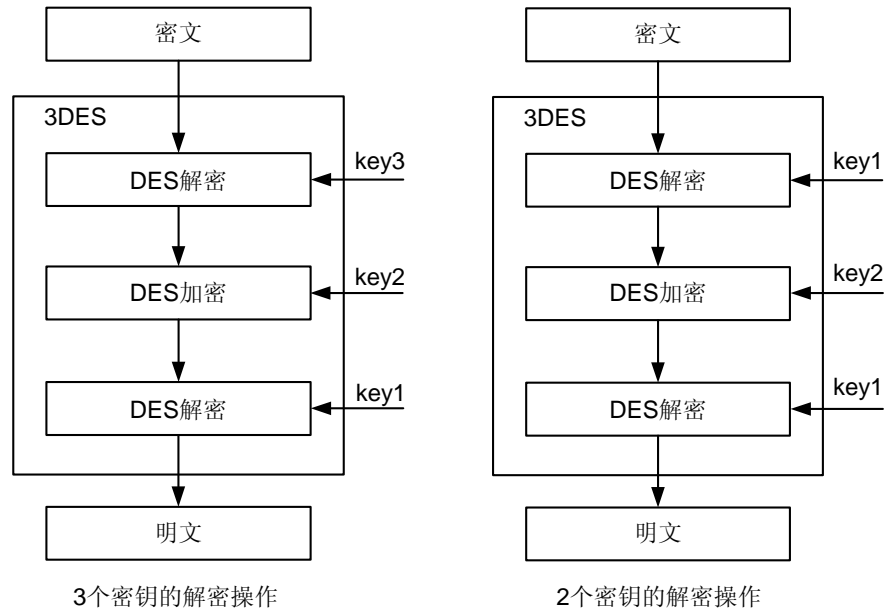 密文
3DES
DES解密
key3
DES加密
key2
DES解密
key1
明文
3个密钥的解密操作
密文
3DES
DES解密
key1
DES加密
key2
DES解密
key1
明文
2个密钥的解密操作